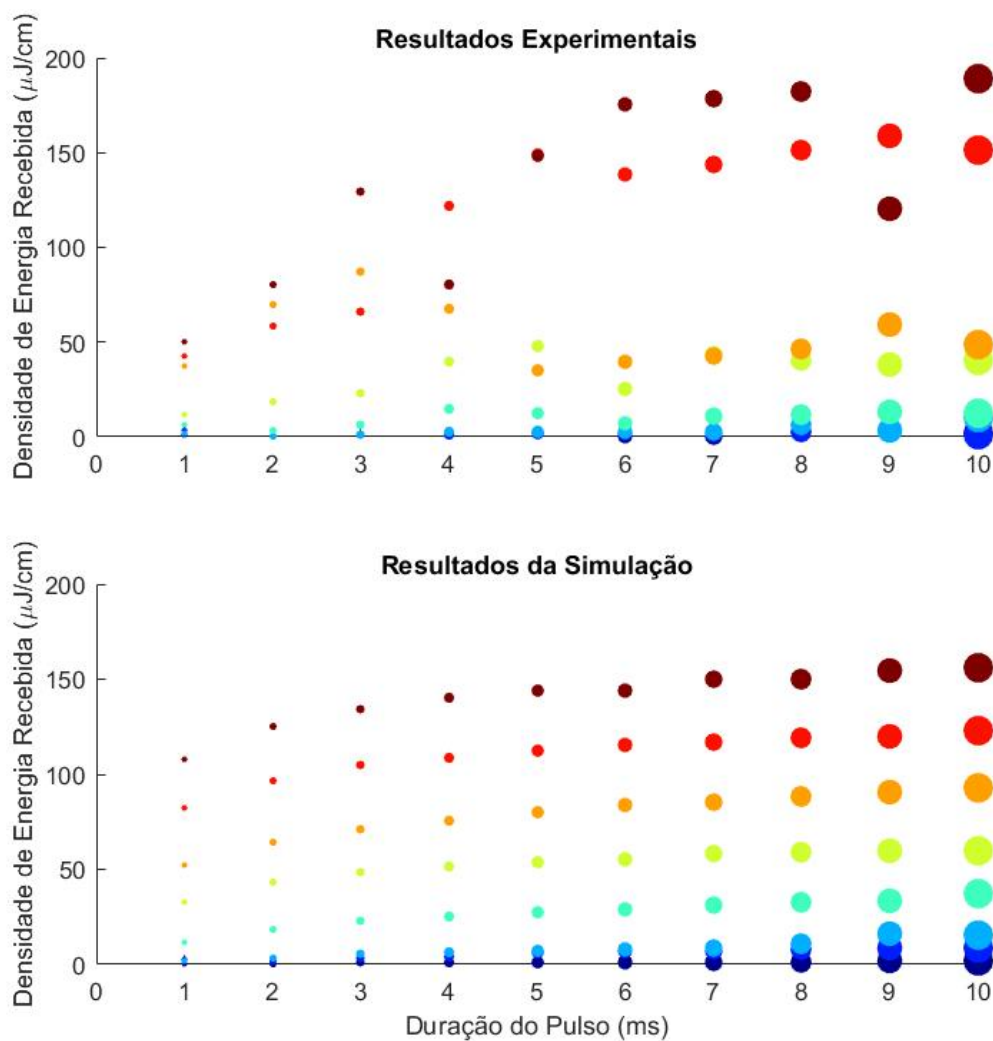 Resultados Experimentais
Densidade de Energia Recebida (μJ/cm)
200
150
100
50
0
0 1 2 3 4 5 6 7 8 9 10
Resultados da Simulação
Densidade de Energia Recebida (μJ/cm)
200
150
100
50
0
0 1 2 3 4 5 6 7 8 9 10
Duração do Pulso (ms)